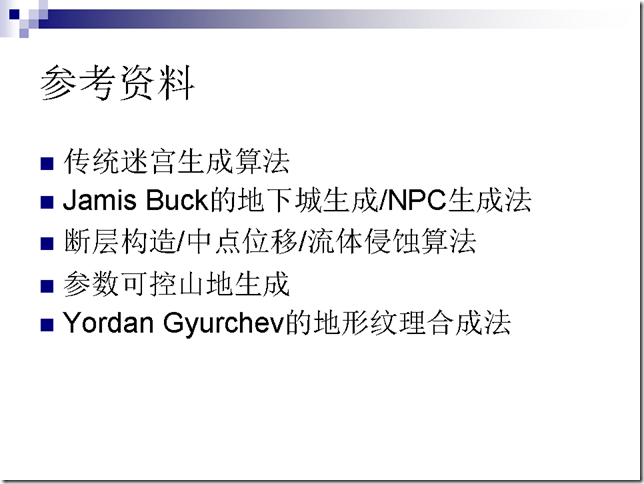 参考资料
传统迷宫生成算法
Jamis Buck的地下城生成/NPC生成法
断层构造/中点位移/流体侵蚀算法
参数可控山地生成
Yordan Gyurchev的地形纹理合成法